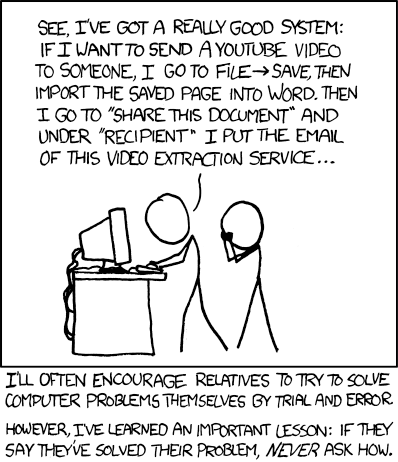 SEE, I'VE GOT A REALLY GOOD SYSTEM:
IF I WANT TO SEND A YOUTUBE VIDEO
TO SOMEONE, I GO TO FILE→SAVE, THEN
IMPORT THE SAVED PAGE INTO WORD. THEN
I GO TO "SHARE THIS DOCUMENT" AND
UNDER "RECIPIENT" I PUT THE EMAIL
OF THIS VIDEO EXTRACTION SERVICE...
I'LL OFTEN ENCOURAGE RELATIVES TO TRY TO SOLVE
COMPUTER PROBLEMS THEMSELVES BY TRIAL AND ERROR
HOWEVER, I'VE LEARNED AN IMPORTANT LESSON: IF THEY
SAY THEY'VE SOLVED THEIR PROBLEM, NEVER ASK HOW.